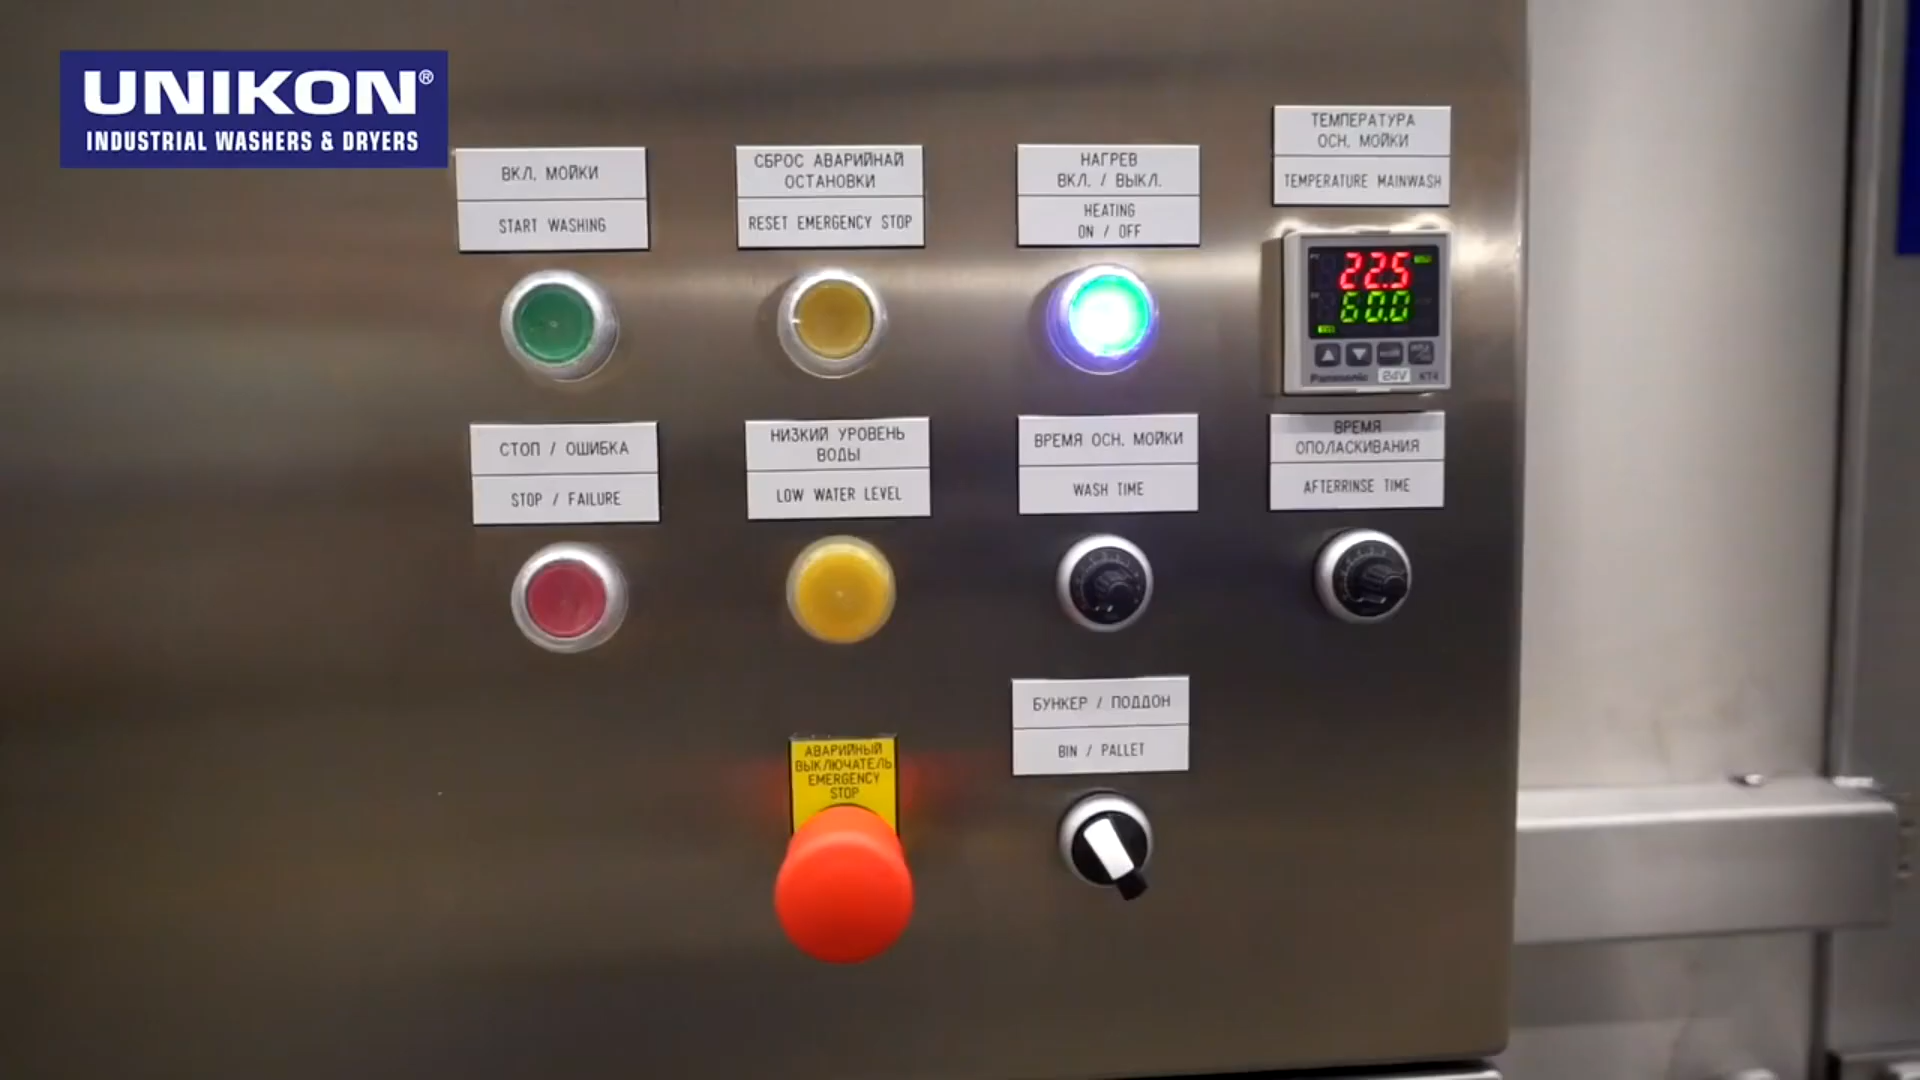 UNIKON®
INDUSTRIAL WASHERS & DRYERS
ВКЛ. МОЙКИ
START WASHING
СБРОС АВАРИЙНАЙ
ОСТАНОВКИ
RESET EMERGENCY STOP
НАГРЕВ
ВКЛ. / ВЫКЛ.
HEATING
ON / OFF
ТЕМПЕРАТУРА
ОСН. МОЙКИ
TEMPERATURE MAINWASH
22.5
60.0
Panasonic 24V KT4
СТОП / ОШИБКА
STOP / FAILURE
НИЗКИЙ УРОВЕНЬ
ВОДЫ
LOW WATER LEVEL
ВРЕМЯ ОСН. МОЙКИ
WASH TIME
ВРЕМЯ
ОПОЛАСКИВАНИЯ
AFTERRINSE TIME
АВАРИЙНЫЙ
ВЫКЛЮЧАТЕЛЬ
EMERGENCY
STOP
БУНКЕР / ПОДДОН
BIN / PALLET